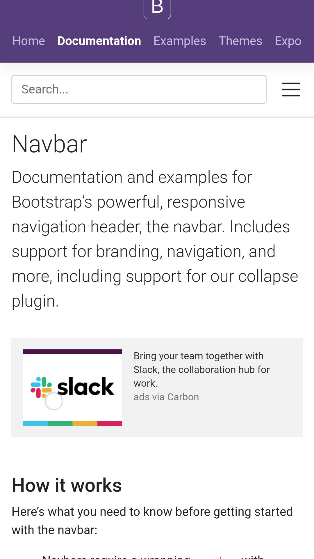 B
Home Documentation Examples Themes Expo
Search...
Navbar
Documentation and examples for
Bootstrap's powerful, responsive
navigation header, the navbar. Includes
support for branding, navigation, and
more, including support for our collapse
plugin.
slack
Bring your team together with
Slack, the collaboration hub for
work.
ads via Carbon
How it works
Here's what you need to know before getting started
with the navbar:
Navbars require a wrapping with